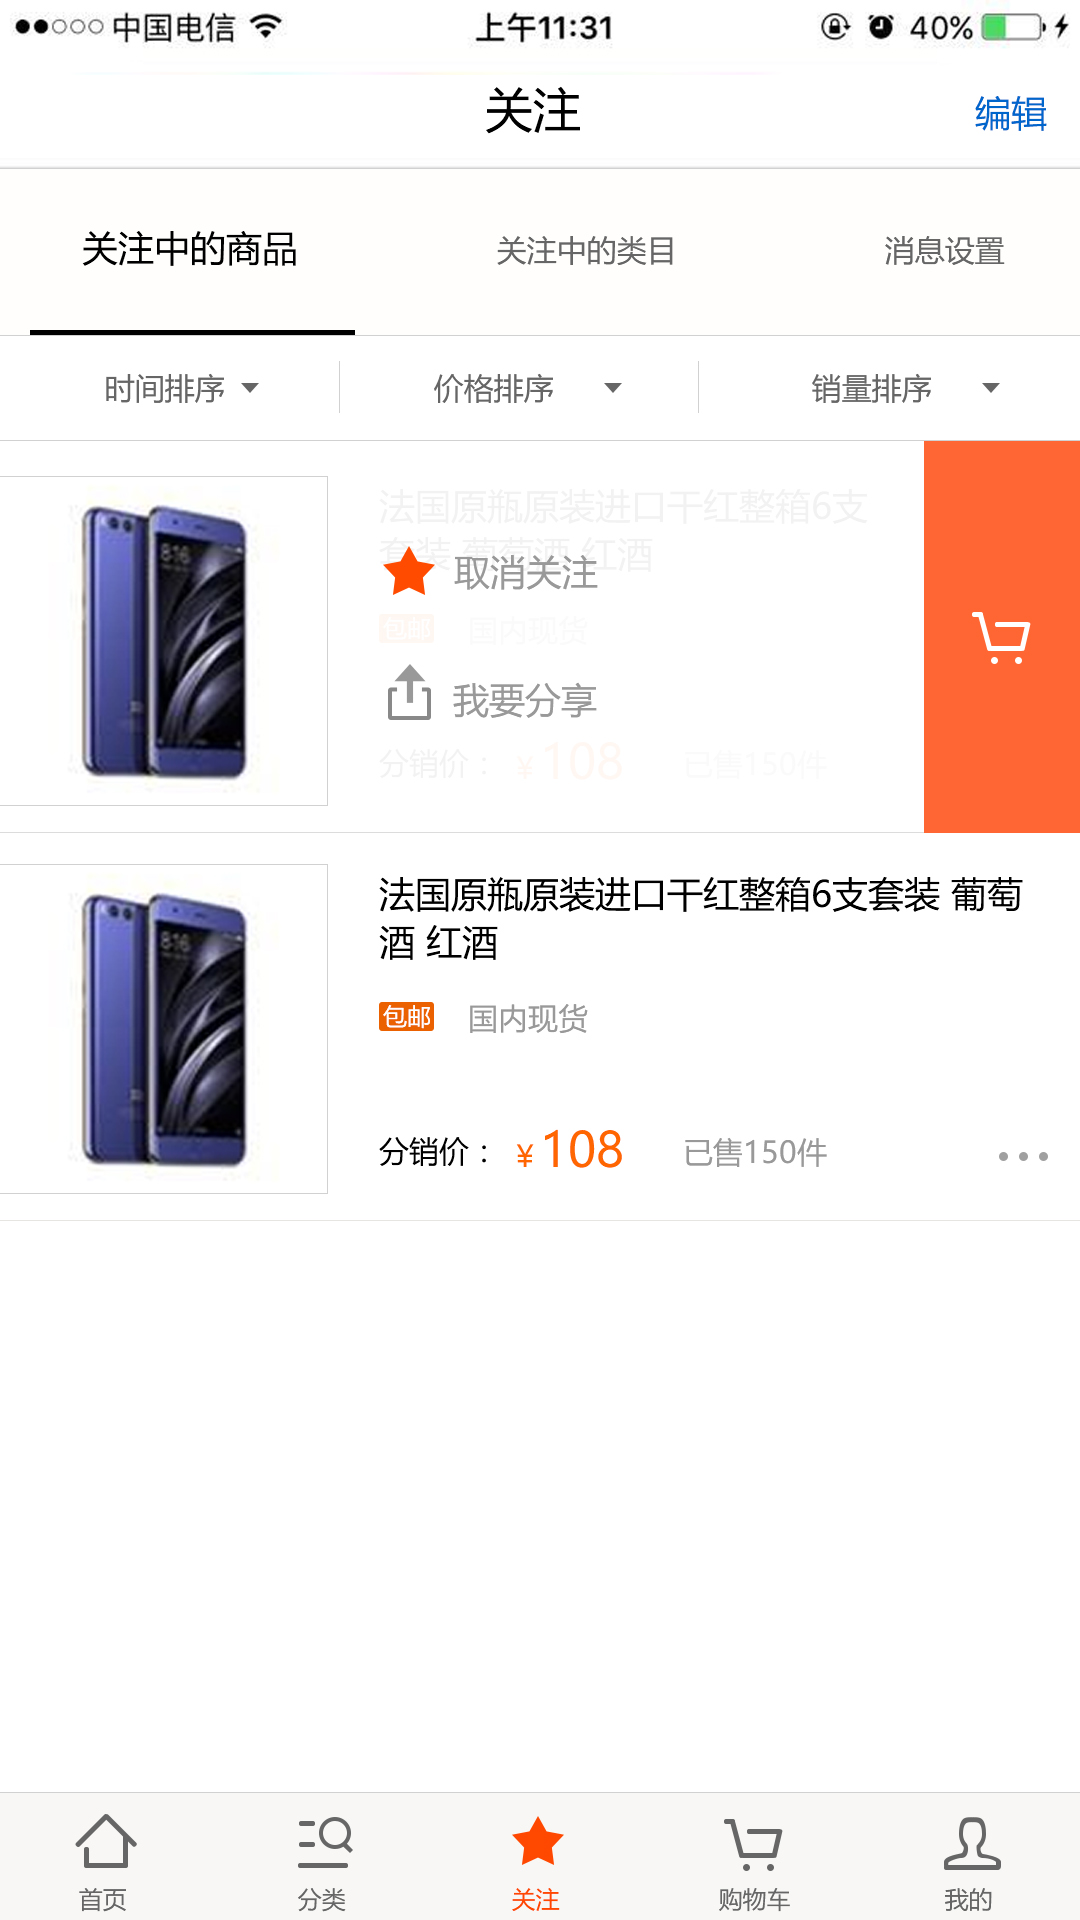 中国电信 上午11:31 40%
关注 编辑
关注中的商品 关注中的类目 消息设置
时间排序 价格排序 销量排序
法国原瓶原装进口干红整箱6支
套装 葡萄酒 红酒
取消关注
包邮 国内现货
我要分享
分销价： ¥108 已售150件
8:16
法国原瓶原装进口干红整箱6支套装 葡萄
酒 红酒
包邮 国内现货
分销价： ¥108 已售150件
8:16
首页 分类 关注 购物车 我的